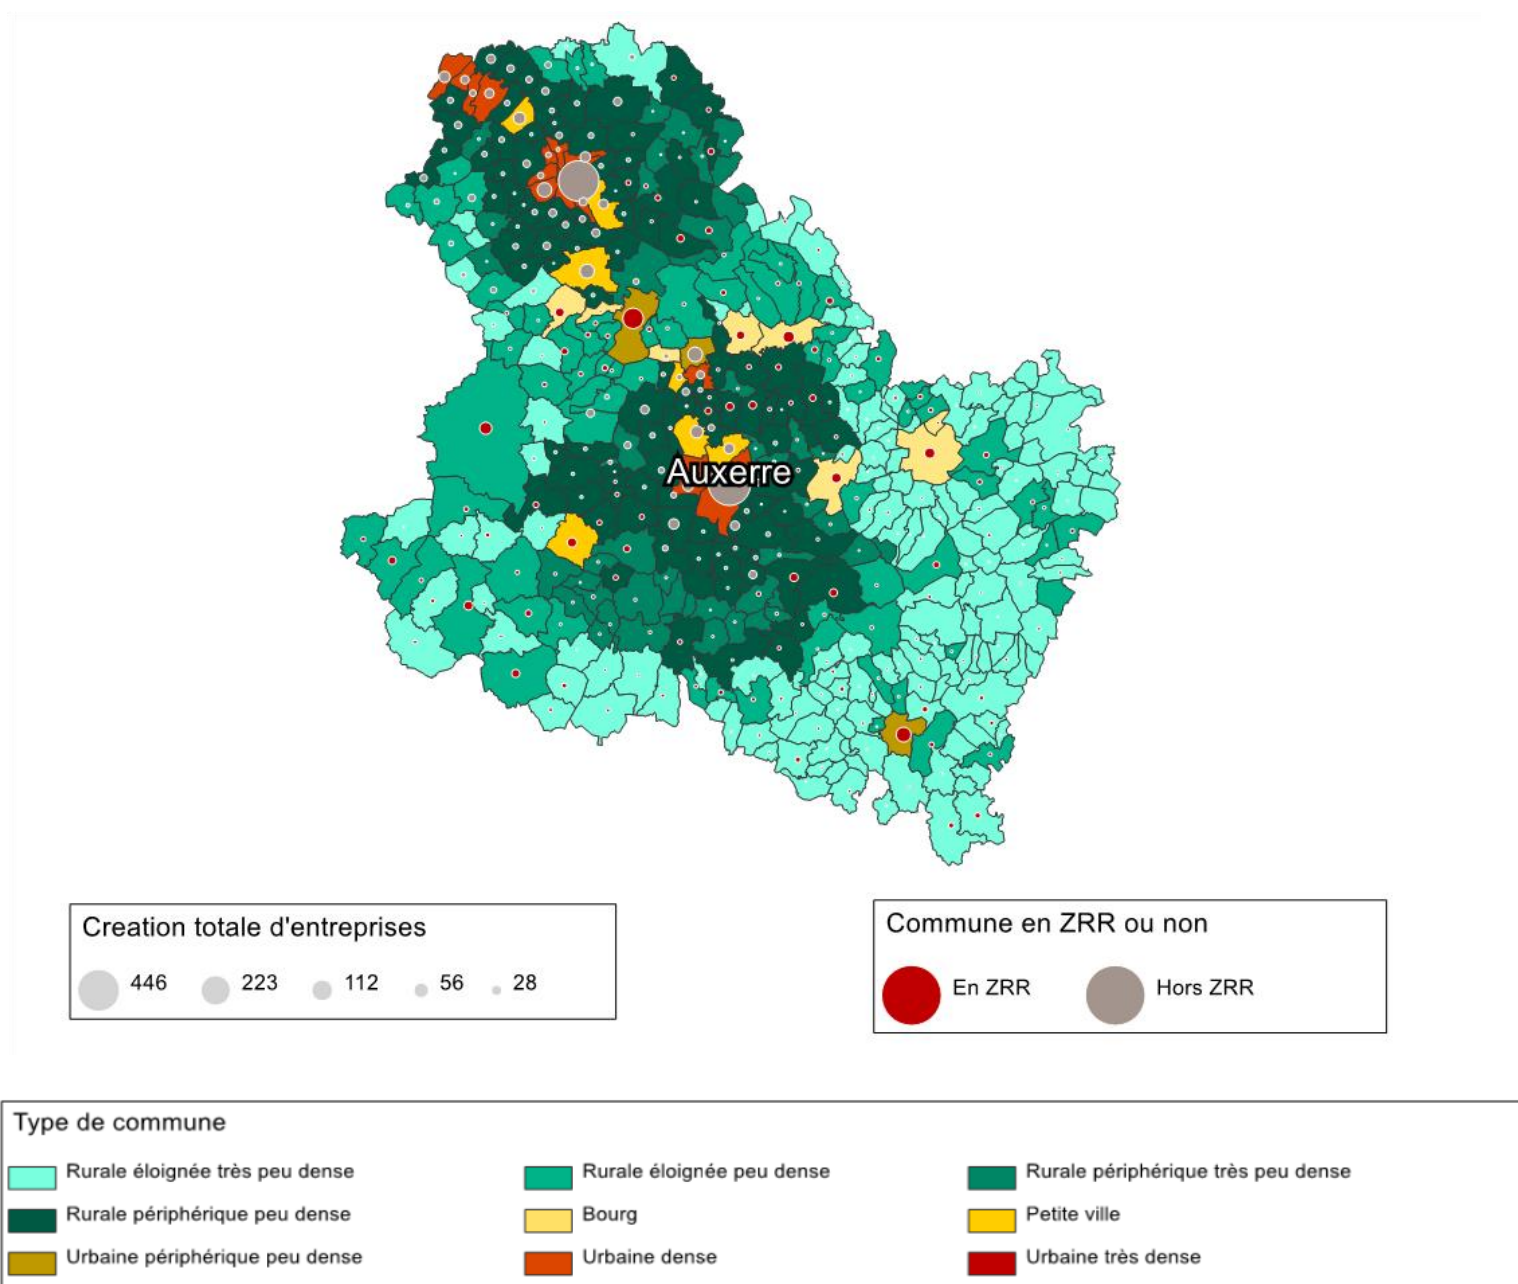 Auxerre
Creation totale d'entreprises
446 223 112 56 28
Commune en ZRR ou non
En ZRR Hors ZRR
Type de commune
Rurale éloignée très peu dense Rurale éloignée peu dense Rurale périphérique très peu dense
Rurale périphérique peu dense Bourg Petite ville
Urbaine périphérique peu dense Urbaine dense Urbaine très dense